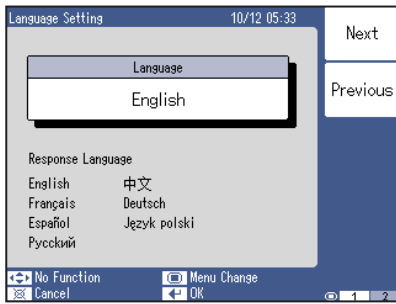 Language Setting 10/12 05:33
Next
Language
English
Previous
Response Language
English 中文
Français Deutsch
Español Język polski
Русский
No Function Menu Change
Cancel OK
1 2